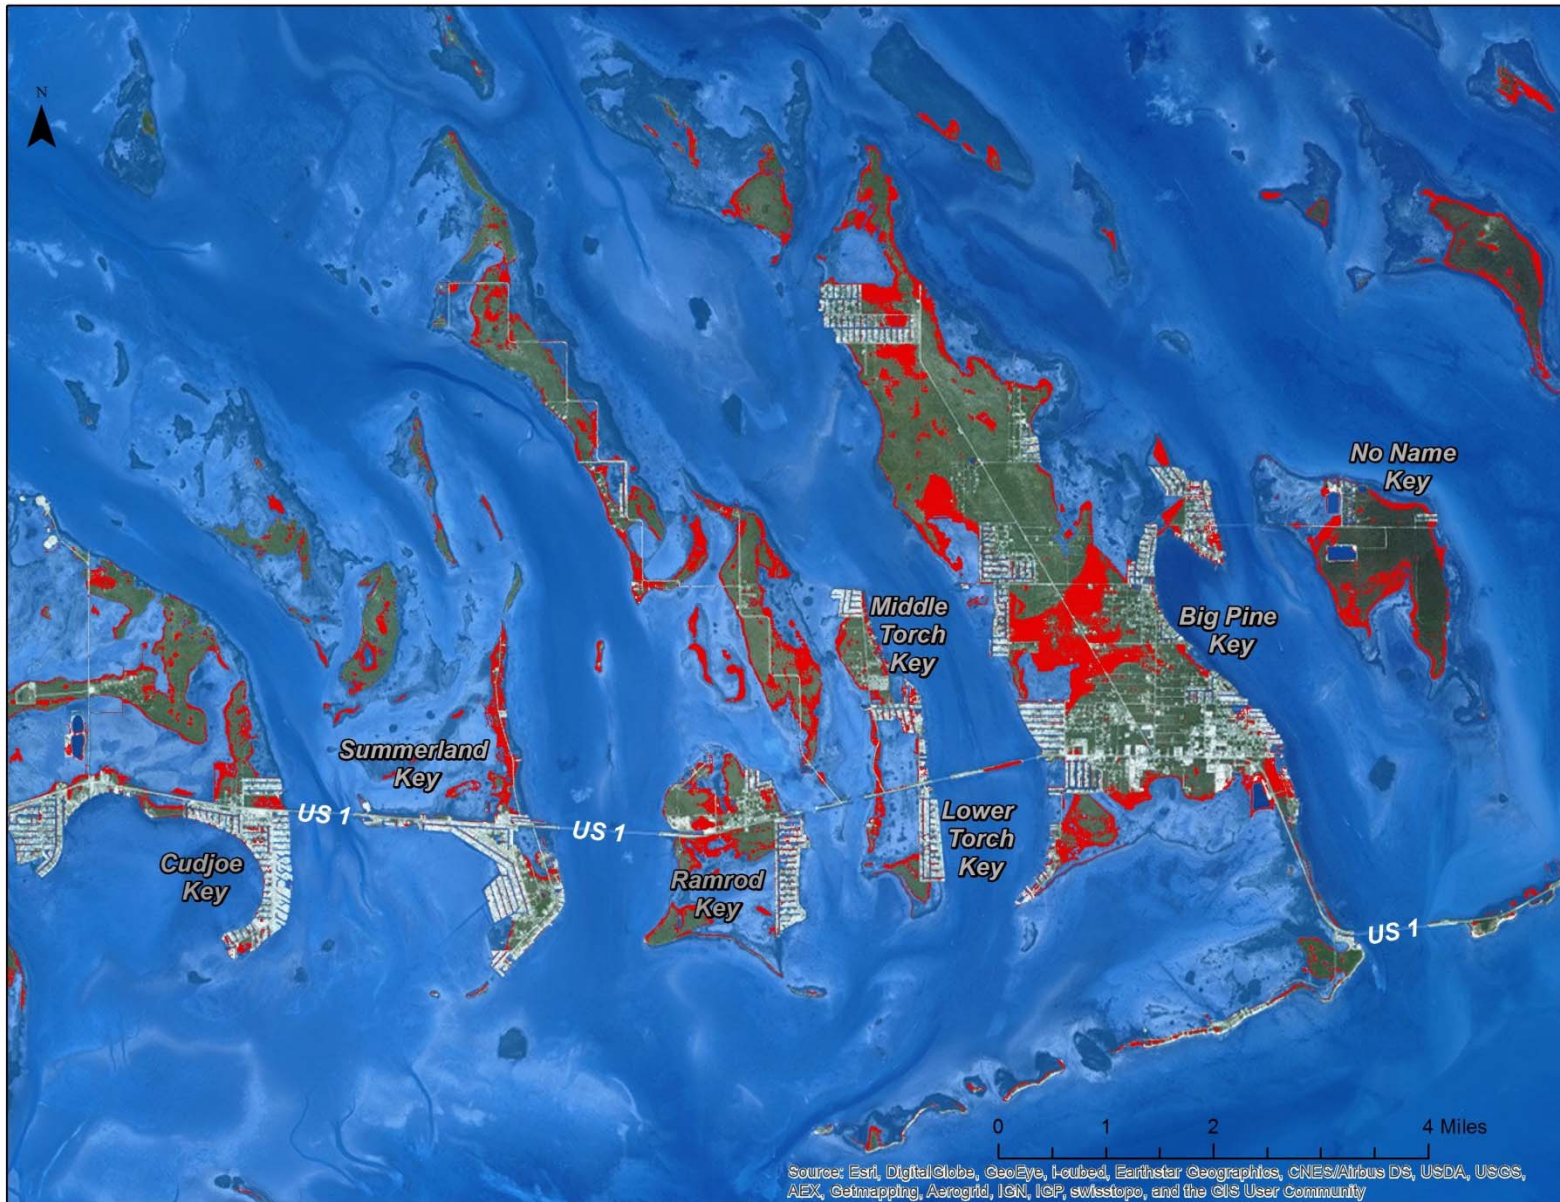 N
No Name
Key
Middle
Torch
Key
Big Pine
Key
Summerland
Key
US 1
US 1
Lower
Torch
Key
Cudjoe
Key
Ramrod
Key
US 1
0 1 2 4 Miles
Source: Esri, DigitalGlobe, GeoEye, i-cubed, Earthstar Geographics, CNES/Airbus DS, USDA, USGS,
AEX, Getmapping, Aerogrid, IGN, IGP, swisstopo, and the GIS User Community